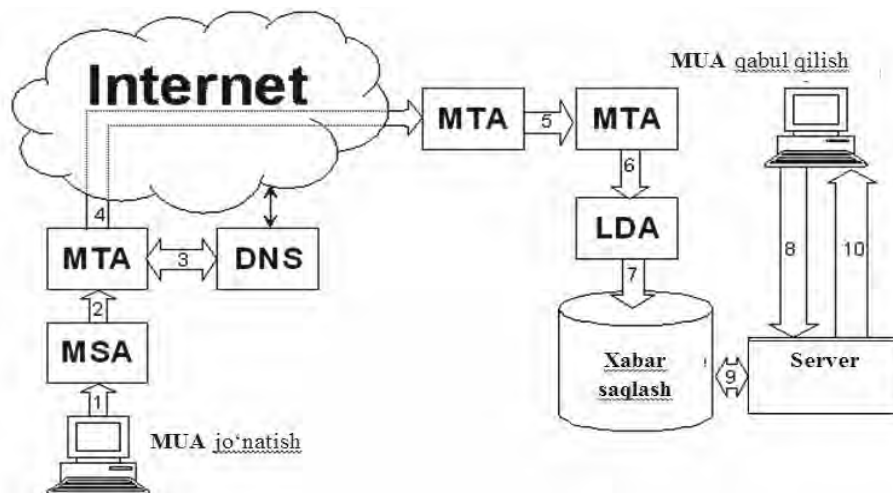 MUA qabul qilish
Internet
MTA
5
MTA
6
4
LDA
MTA
3
DNS
8
10
7
2
MSA
Xabar
saqlash
9
Server
1
MUA jo‘natish